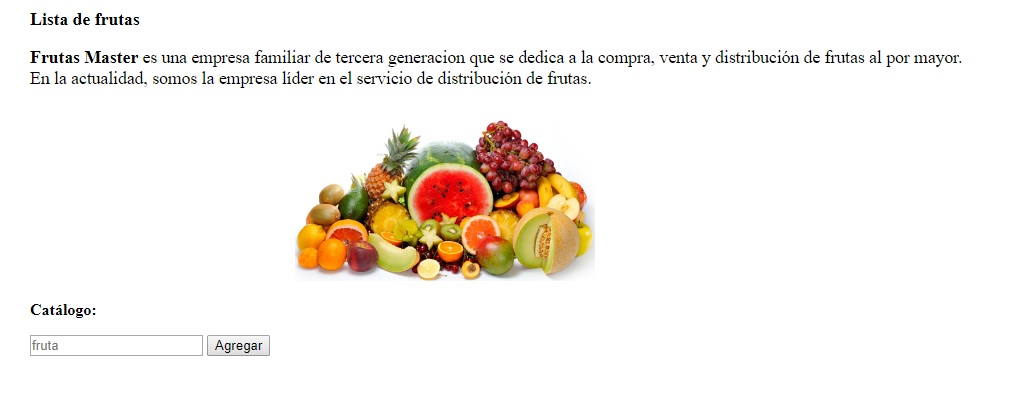 Lista de frutas
Frutas Master es una empresa familiar de tercera generacion que se dedica a la compra, venta y distribución de frutas al por mayor.
En la actualidad, somos la empresa líder en el servicio de distribución de frutas.
Catálogo:
fruta Agregar